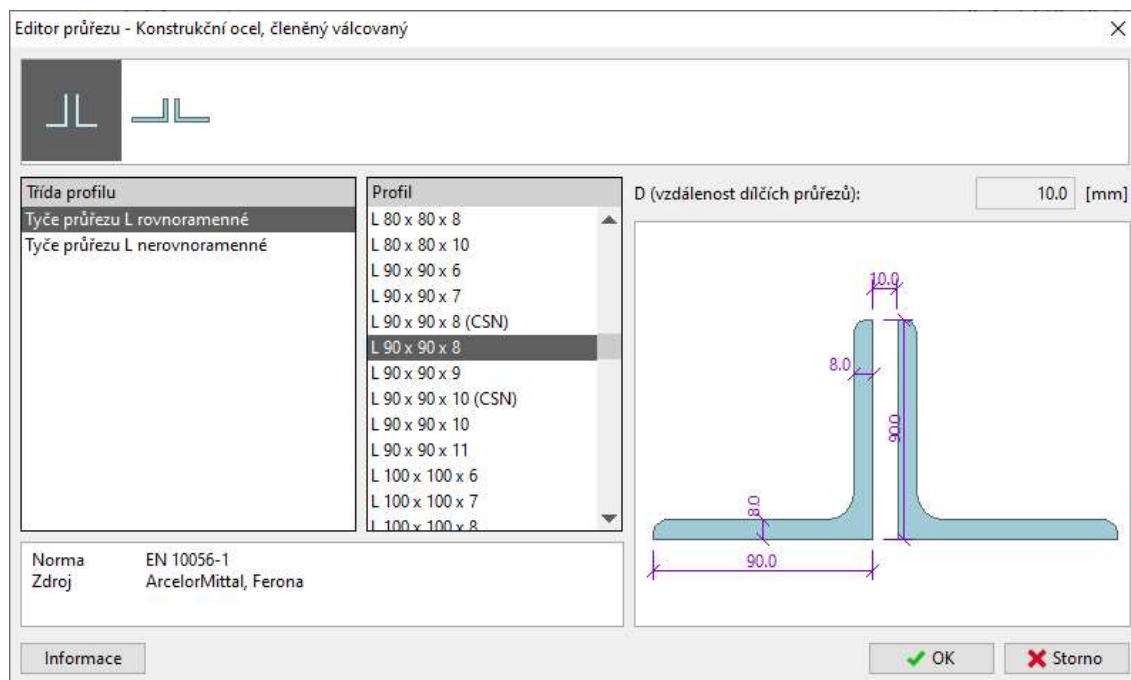 Editor průřezu - Konstrukční ocel, členěný válcovaný
Třída profilu
Tyče průřezu L rovnoramenné
Tyče průřezu L nerovnoramenné
Profil
L 80 x 80 x 8
L 80 x 80 x 10
L 90 x 90 x 6
L 90 x 90 x 7
L 90 x 90 x 8 (CSN)
L 90 x 90 x 8
L 90 x 90 x 9
L 90 x 90 x 10 (CSN)
L 90 x 90 x 10
L 90 x 90 x 11
L 100 x 100 x 6
L 100 x 100 x 7
L 100 x 100 x 8
D (vzdálenost dílčích průřezů): 10.0 [mm]
10.0
8.0
90.0
8.0
90.0
Norma EN 10056-1
Zdroj ArcelorMittal, Ferona
Informace
OK
Storno